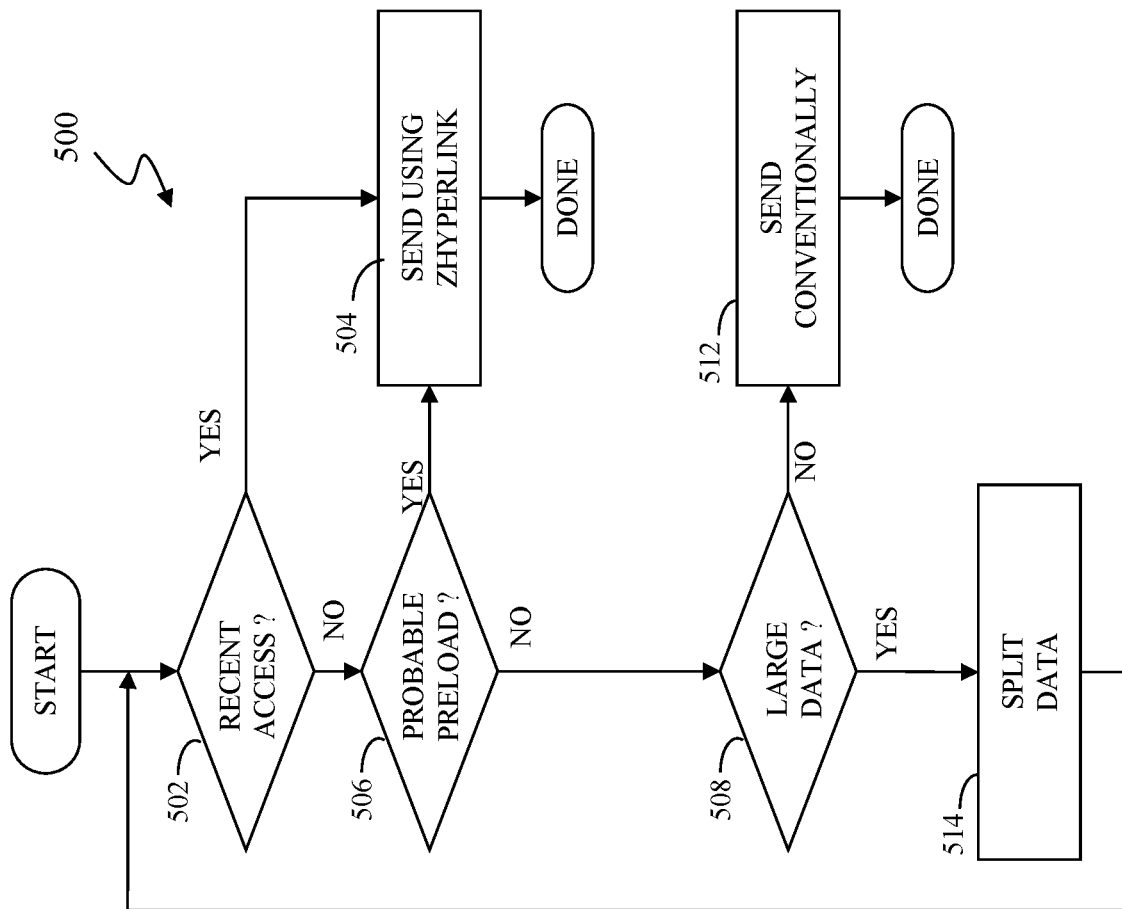 500
START
RECENT
ACCESS ?
502
YES
NO
SEND USING
ZHYPERLINK
504
DONE
PROBABLE
PRELOAD ?
506
YES
NO
LARGE
DATA ?
508
NO
YES
SEND
CONVENTIONALLY
512
DONE
SPLIT
DATA
514